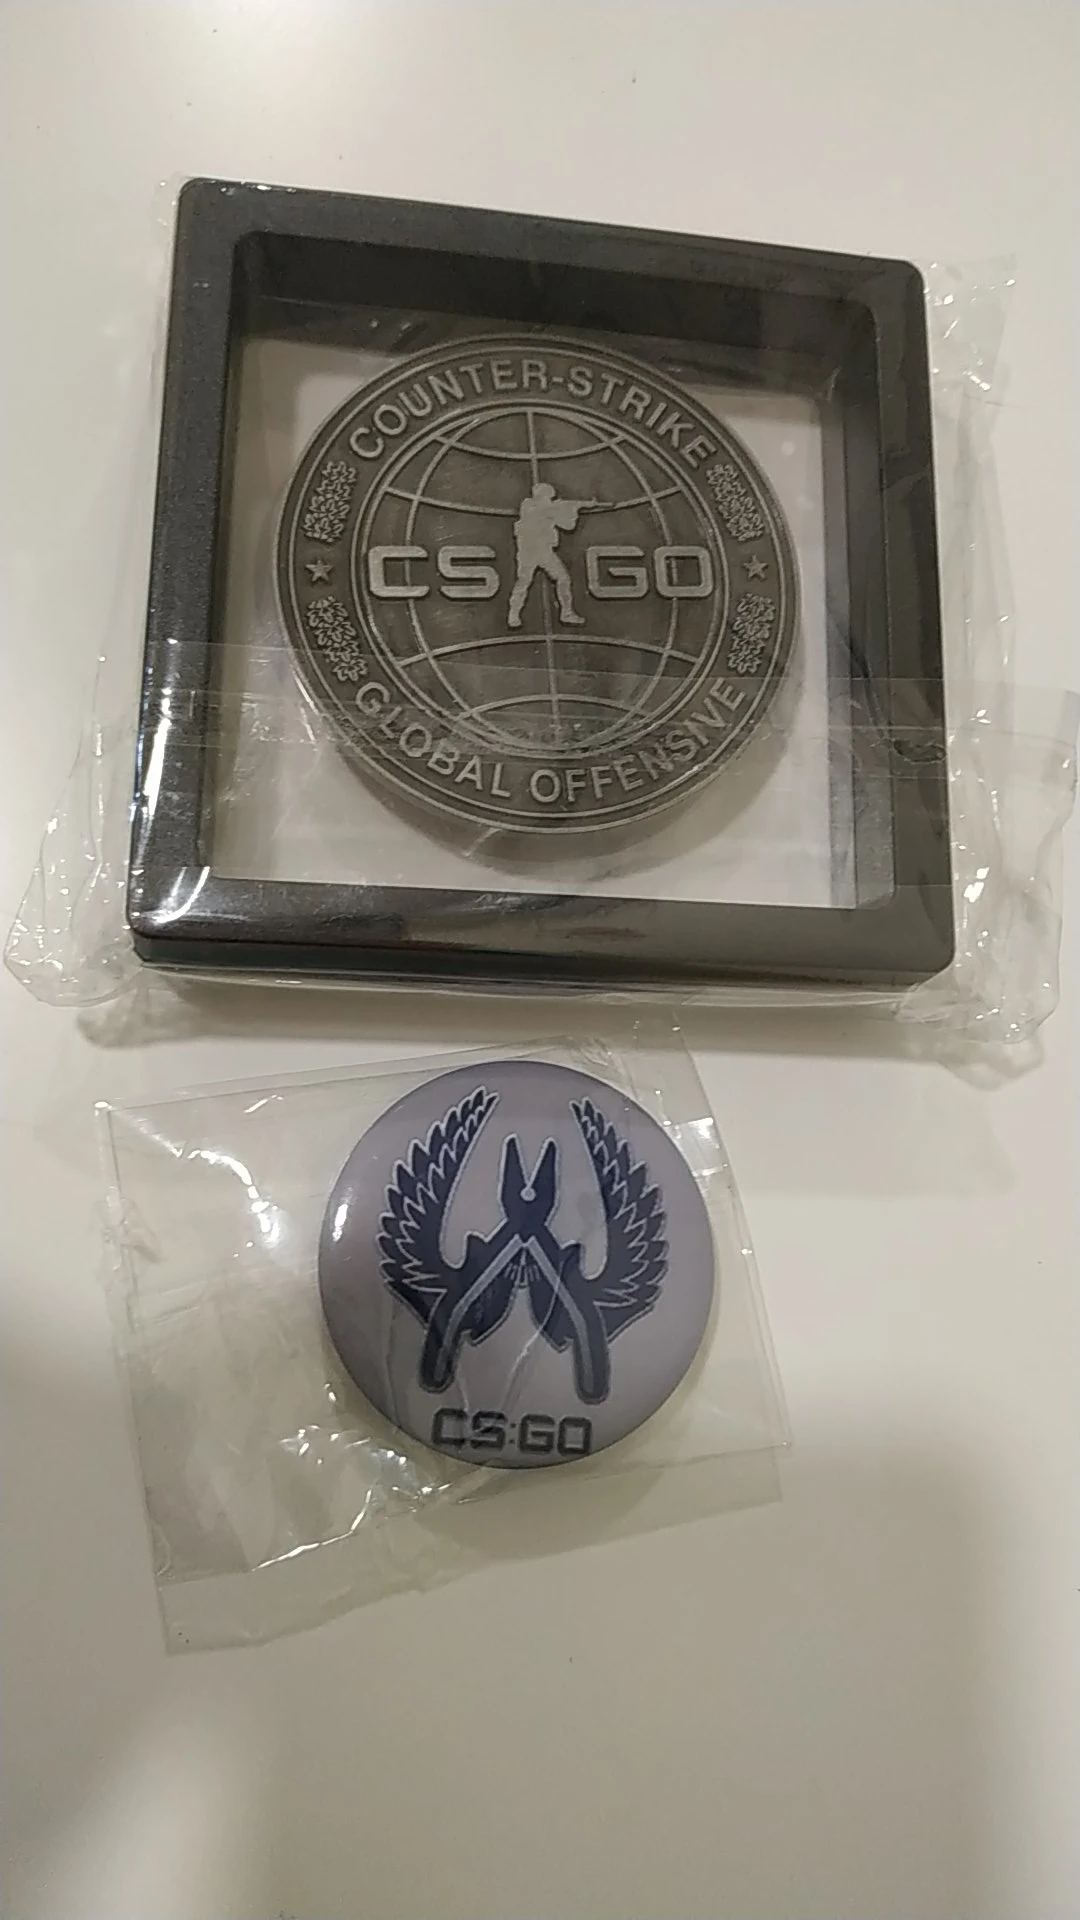 COUNTER-STRIKE
CS GO
GLOBAL OFFENSIVE
CS:GO